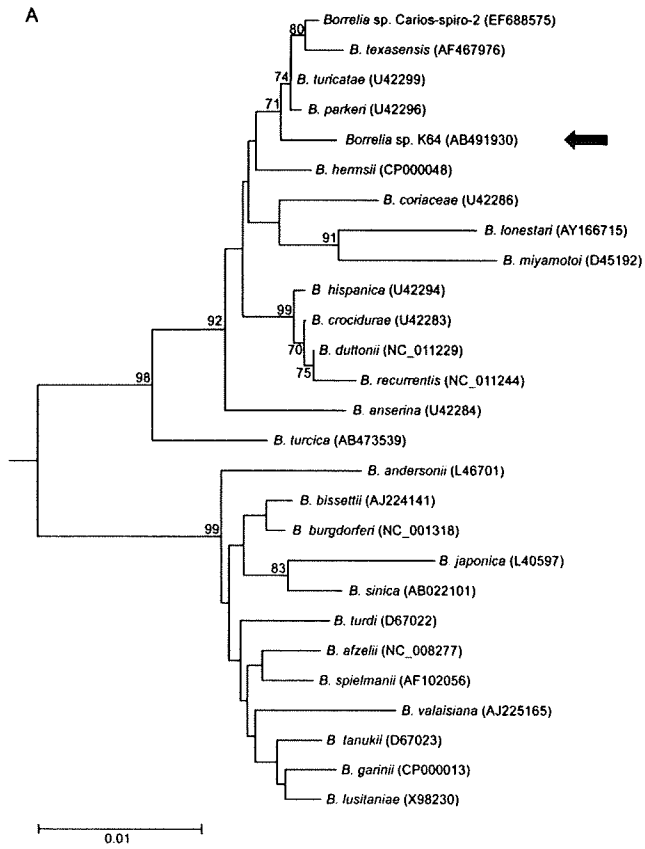 A
Borrelia sp. Carios-spiro-2 (EF688575)
80
B. texasensis (AF467976)
74
B. turicatae (U42299)
71
B. parkeri (U42296)
Borrelia sp. K64 (AB491930)
B. hermsii (CP000048)
B. coriaceae (U42286)
B. lonestari (AY166715)
91
B. miyamotoi (D45192)
B hispanica (U42294)
99
B. crocidurae (U42283)
B. duttonii (NC_011229)
70
75
B. recurrentis (NC_011244)
92
B. anserina (U42284)
98
B. turcica (AB473539)
B. andersonii (L46701)
B. bissettii (AJ224141)
99
B burgdorferi (NC_001318)
B. japonica (L40597)
83
B. sinica (AB022101)
B. turdi (D67022)
B. afzelii (NC_008277)
B. spielmanii (AF102056)
B. valaisiana (AJ225165)
B tanukii (D67023)
B. garinii (CP000013)
B. lusitaniae (X98230)
0.01